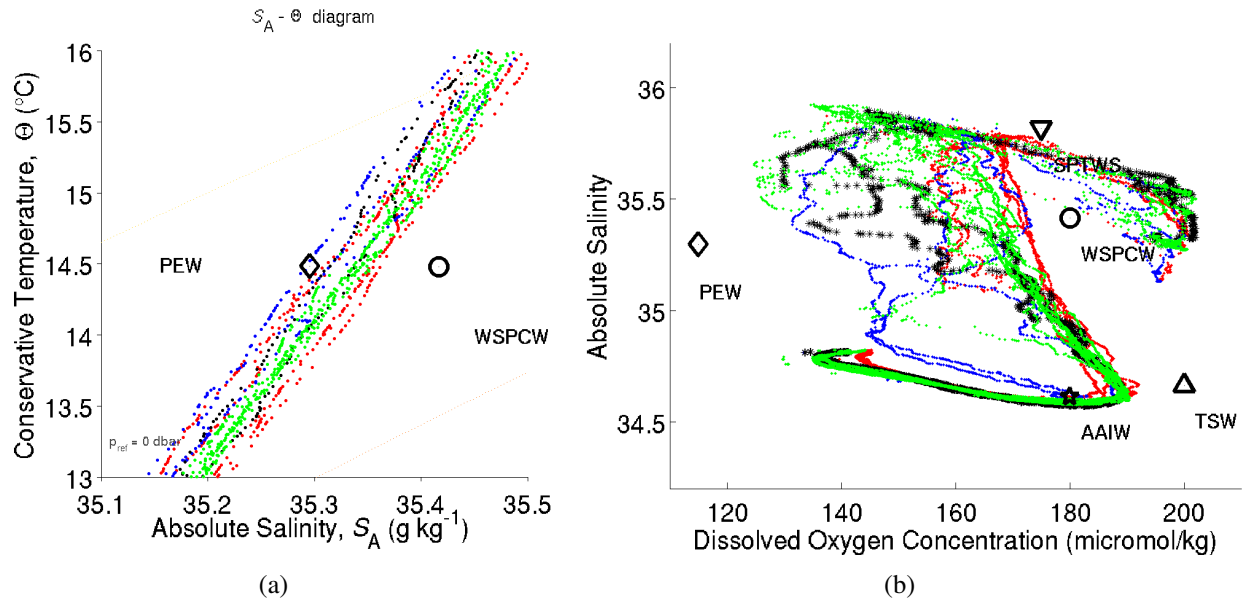 S_A - Θ diagram
Conservative Temperature, Θ (°C)
16
15.5
15
14.5
14
13.5
13
PEW
WSPCW
p_ref = 0 dbar
35.1
35.2
35.3
35.4
35.5
Absolute Salinity, S_A (g kg⁻¹)
(a)
Absolute Salinity
36
35.5
35
34.5
SPTWS
WSPCW
PEW
AAIW
TSW
120
140
160
180
200
Dissolved Oxygen Concentration (micromol/kg)
(b)